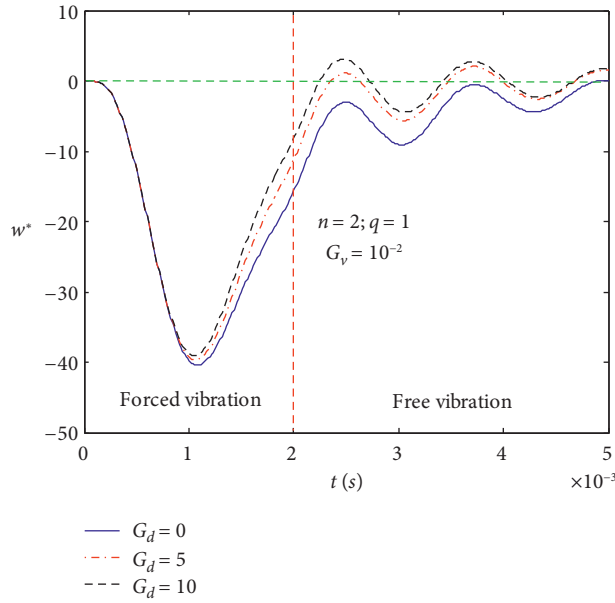 10
0
−10
−20
−30
−40
−50
w*
n = 2; q = 1
G_v = 10⁻²
Forced vibration
Free vibration
0 1 2 3 4 5
t (s)
×10⁻³
G_d = 0
G_d = 5
G_d = 10